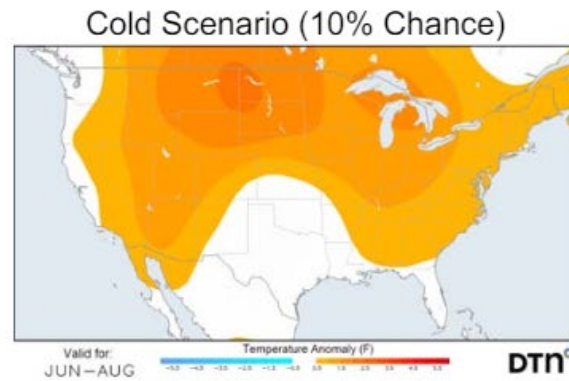 Cold Scenario (10% Chance)
Valid for:
JUN-AUG
Temperature Anomaly (F)
DTN